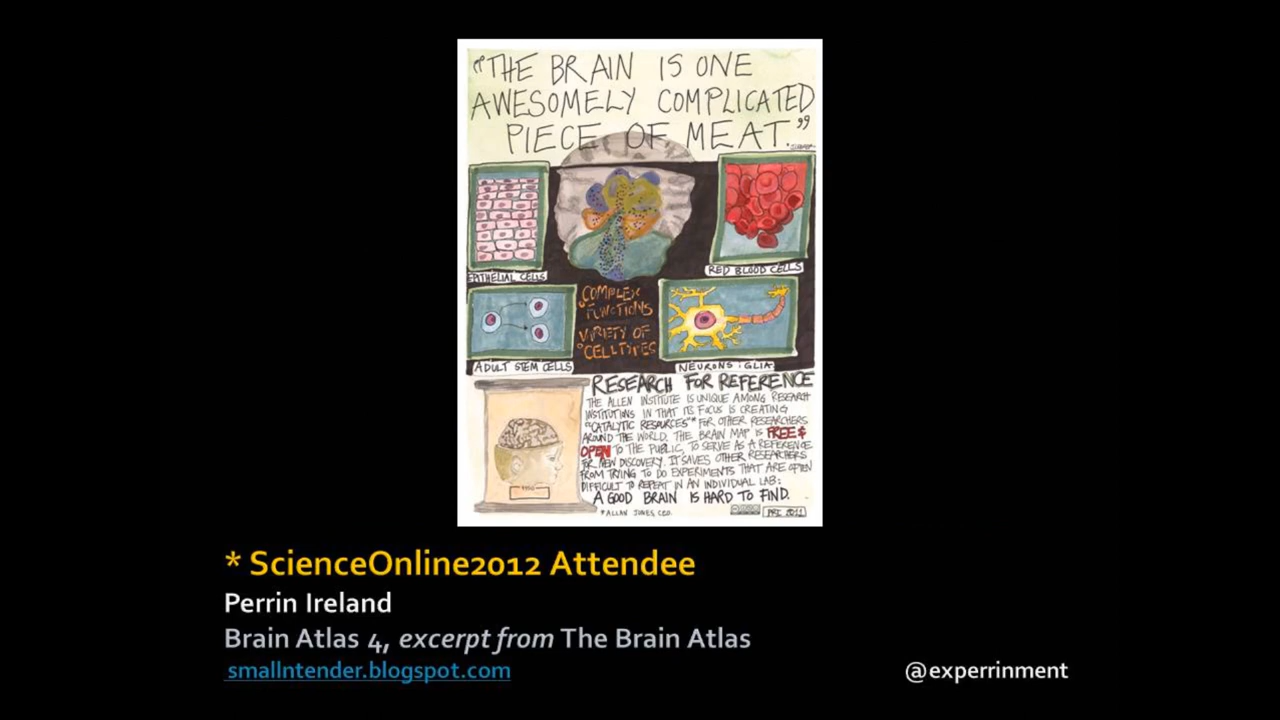 “THE BRAIN IS ONE
AWESOMELY COMPLICATED
PIECE OF MEAT”
EPITHELIAL CELLS
RED BLOOD CELLS
COMPLEX
FUNCTIONS
VARIETY OF
CELLTYPES
ADULT STEM CELLS
NEURONS : GLIA
RESEARCH FOR REFERENCE
THE ALLEN INSTITUTE IS UNIQUE AMONG RESEARCH
INSTITUTIONS IN THAT ITS FOCUS IS CREATING
"CATALYTIC RESOURCES"* FOR OTHER RESEARCHERS
AROUND THE WORLD. THE BRAIN MAP IS FREE &
OPEN TO THE PUBLIC, TO SERVE AS A REFERENCE
FOR NEW DISCOVERY. IT SAVES OTHER RESEARCHERS
FROM TRYING TO DO EXPERIMENTS THAT ARE OFTEN
DIFFICULT TO REPEAT IN AN INDIVIDUAL LAB:
A GOOD BRAIN IS HARD TO FIND.
*ALLAN JONES, CEO.
2011
* ScienceOnline2012 Attendee
Perrin Ireland
Brain Atlas 4, excerpt from The Brain Atlas
smallntender.blogspot.com
@experrinment